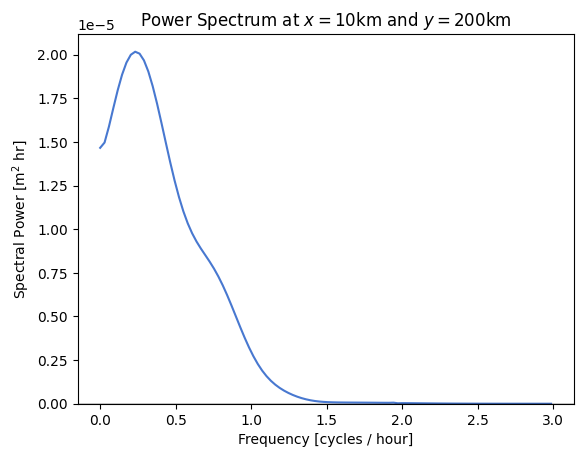 Power Spectrum at x = 10km and y = 200km
1e−5
2.00
1.75
1.50
1.25
1.00
0.75
0.50
0.25
0.00
Spectral Power [m² hr]
0.0 0.5 1.0 1.5 2.0 2.5 3.0
Frequency [cycles / hour]